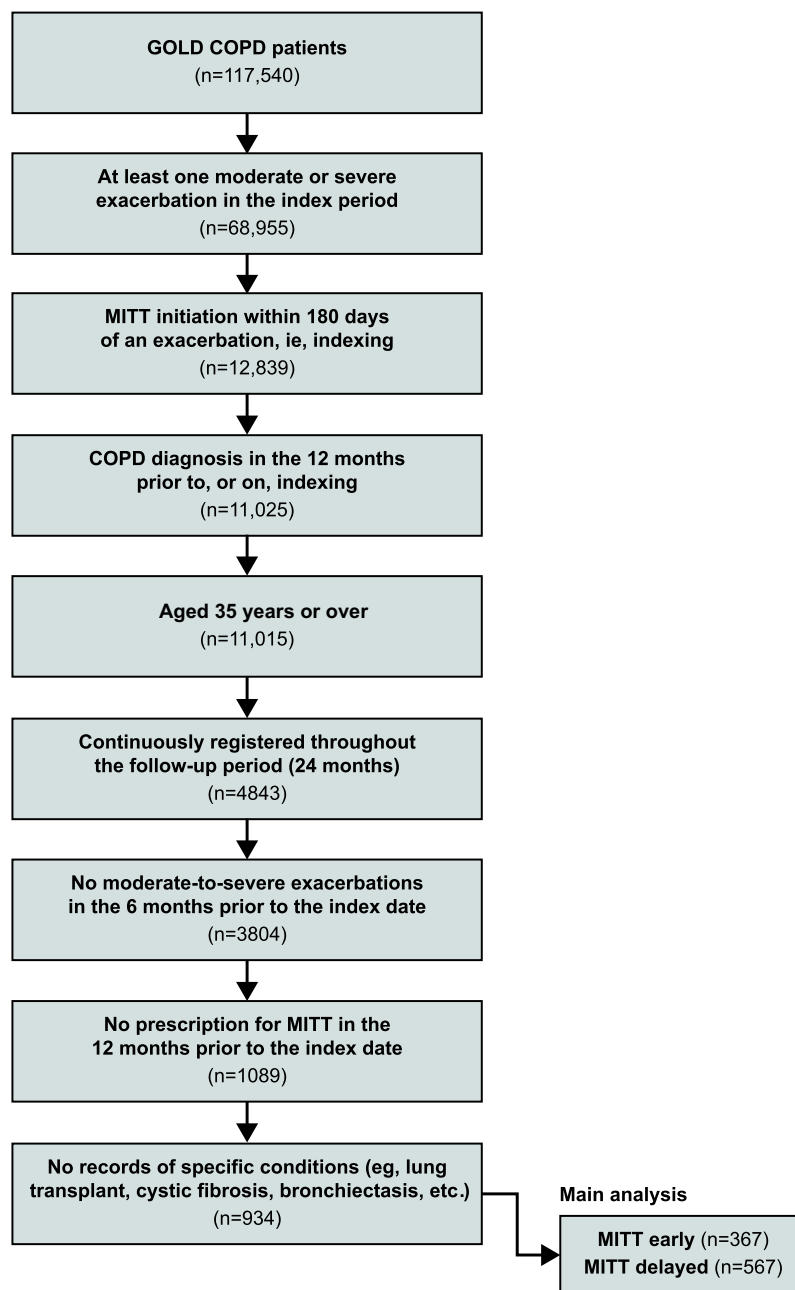 GOLD COPD patients
(n=117,540)
At least one moderate or severe
exacerbation in the index period
(n=68,955)
MITT initiation within 180 days
of an exacerbation, ie, indexing
(n=12,839)
COPD diagnosis in the 12 months
prior to, or on, indexing
(n=11,025)
Aged 35 years or over
(n=11,015)
Continuously registered throughout
the follow-up period (24 months)
(n=4843)
No moderate-to-severe exacerbations
in the 6 months prior to the index date
(n=3804)
No prescription for MITT in the
12 months prior to the index date
(n=1089)
No records of specific conditions (eg, lung
transplant, cystic fibrosis, bronchiectasis, etc.)
(n=934)
Main analysis
MITT early (n=367)
MITT delayed (n=567)